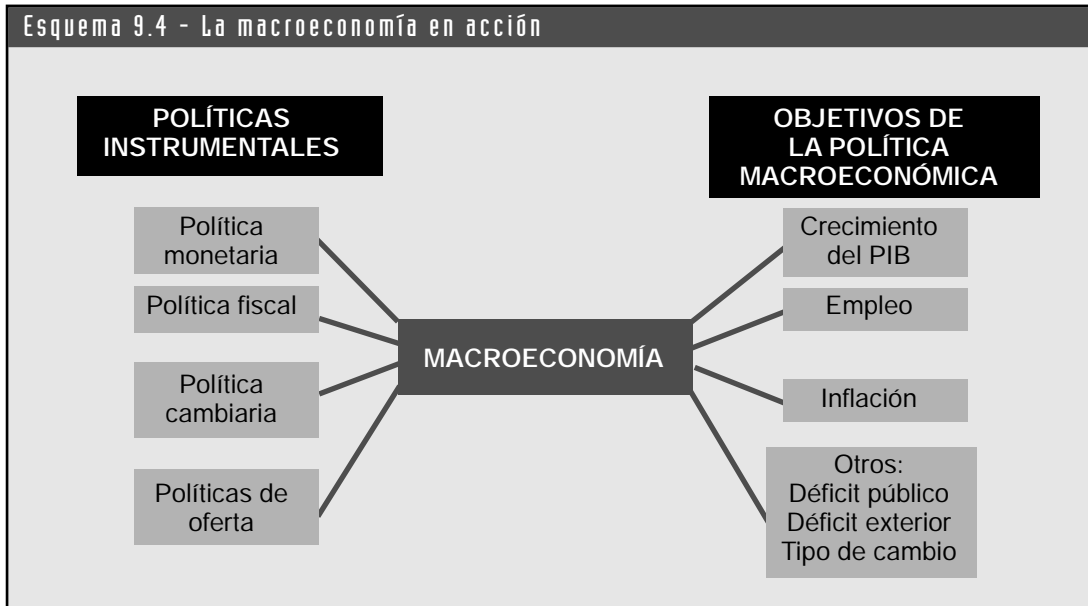 Esquema 9.4 - La macroeconomía en acción
POLÍTICAS
INSTRUMENTALES
Política
monetaria
Política fiscal
Política
cambiaria
Políticas de
oferta
MACROECONOMÍA
OBJETIVOS DE
LA POLÍTICA
MACROECONÓMICA
Crecimiento
del PIB
Empleo
Inflación
Otros:
Déficit público
Déficit exterior
Tipo de cambio